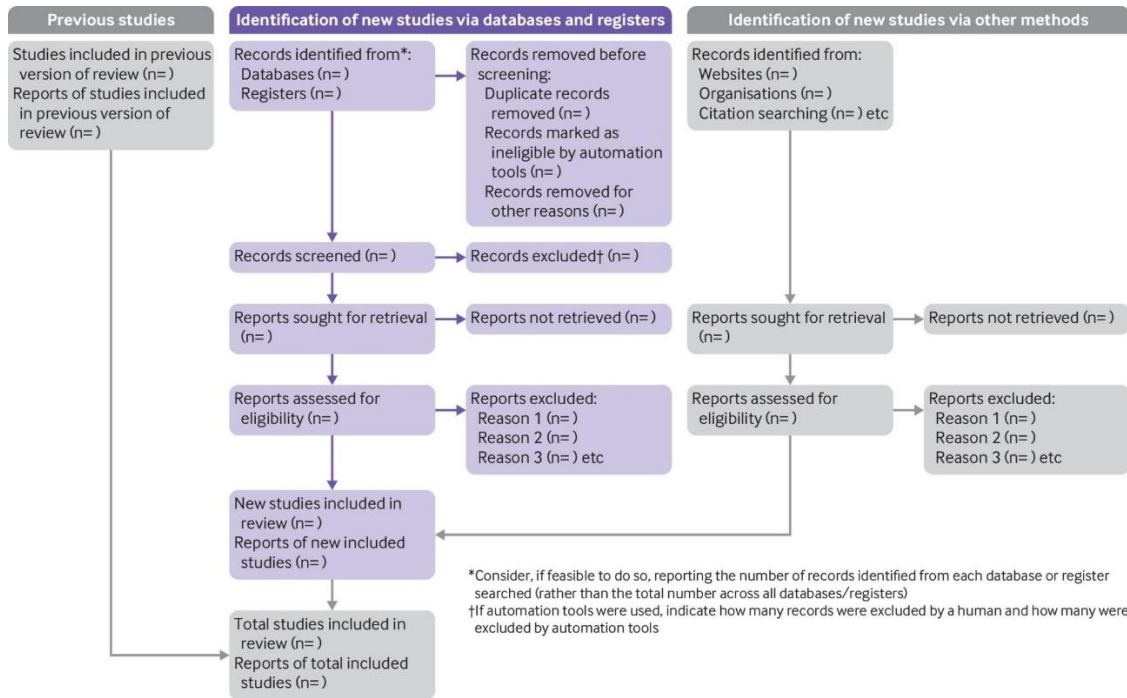 Previous studies
Studies included in previous
version of review (n= )
Reports of studies included
in previous version of
review (n= )
Identification of new studies via databases and registers
Records identified from*:
Databases (n= )
Registers (n= )
Records removed before
screening:
Duplicate records
removed (n= )
Records marked as
ineligible by automation
tools (n= )
Records removed for
other reasons (n= )
Records screened (n= )
Records excluded† (n= )
Reports sought for retrieval
(n= )
Reports not retrieved (n= )
Reports assessed for
eligibility (n= )
Reports excluded:
Reason 1 (n= )
Reason 2 (n= )
Reason 3 (n= ) etc
New studies included in
review (n= )
Reports of new included
studies (n= )
Total studies included in
review (n= )
Reports of total included
studies (n= )
Identification of new studies via other methods
Records identified from:
Websites (n= )
Organisations (n= )
Citation searching (n= ) etc
Reports sought for retrieval
(n= )
Reports not retrieved (n= )
Reports assessed for
eligibility (n= )
Reports excluded:
Reason 1 (n= )
Reason 2 (n= )
Reason 3 (n= ) etc
*Consider, if feasible to do so, reporting the number of records identified from each database or register
searched (rather than the total number across all databases/registers)
†If automation tools were used, indicate how many records were excluded by a human and how many were
excluded by automation tools